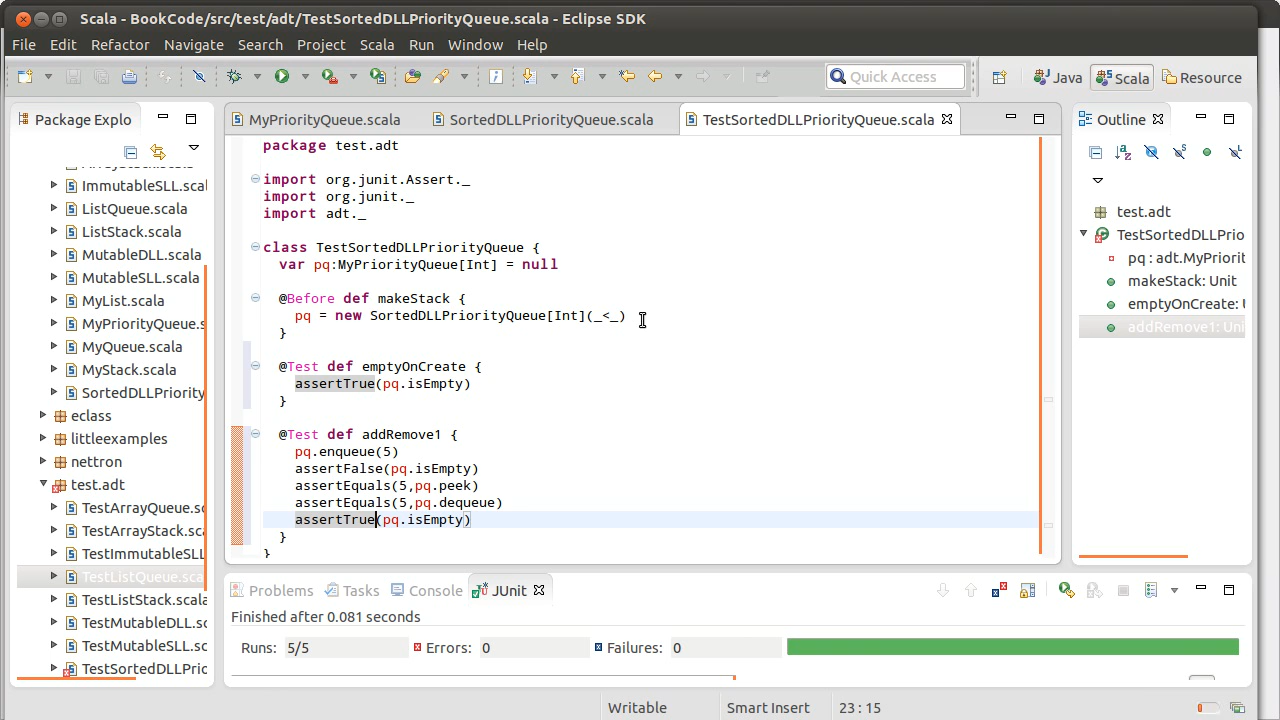 Scala - BookCode/src/test/adt/TestSortedDLLPriorityQueue.scala - Eclipse SDK
File Edit Refactor Navigate Search Project Scala Run Window Help
Quick Access
Java
Scala
Resource
Package Explo
ImmutableSLL.scal
ListQueue.scala
ListStack.scala
MutableDLL.scala
MutableSLL.scala
MyList.scala
MyPriorityQueue.s
MyQueue.scala
MyStack.scala
SortedDLLPriority
eclass
littleexamples
nettron
test.adt
TestArrayQueue.sc
TestArrayStack.sca
TestImmutableSLL
TestListQueue.sca
TestListStack.scala
TestMutableDLL.sc
TestMutableSLL.sc
TestSortedDLLPrio
MyPriorityQueue.scala
SortedDLLPriorityQueue.scala
TestSortedDLLPriorityQueue.scala
package test.adt
import org.junit.Assert._
import org.junit._
import adt._
class TestSortedDLLPriorityQueue {
var pq:MyPriorityQueue[Int] = null
@Before def makeStack {
pq = new SortedDLLPriorityQueue[Int](_<_)
}
@Test def emptyOnCreate {
assertTrue(pq.isEmpty)
}
@Test def addRemove1 {
pq.enqueue(5)
assertFalse(pq.isEmpty)
assertEquals(5,pq.peek)
assertEquals(5,pq.dequeue)
assertTrue(pq.isEmpty)
}
}
Outline
test.adt
TestSortedDLLPrio
pq : adt.MyPriorit
makeStack: Unit
emptyOnCreate: U
addRemove1: Uni
Problems
Tasks
Console
JUnit
Finished after 0.081 seconds
Runs: 5/5
Errors: 0
Failures: 0
Writable
Smart Insert
23 : 15